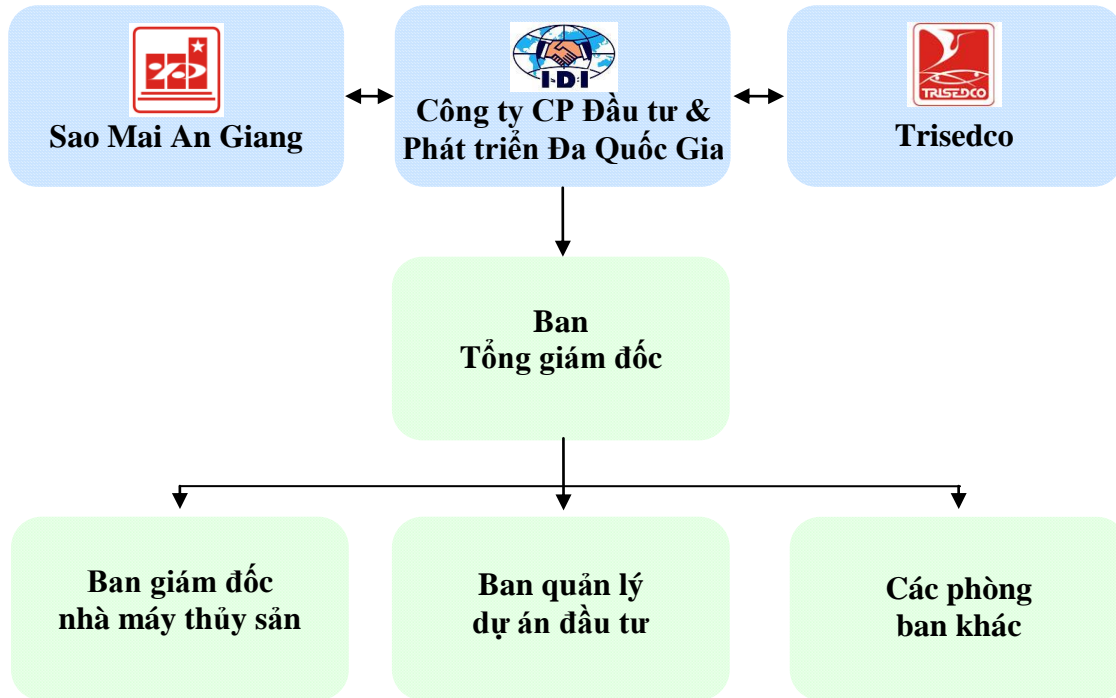 I·D·I
TRISEDCO
Sao Mai An Giang
Công ty CP Đầu tư &
Phát triển Đa Quốc Gia
Trisedco
Ban
Tổng giám đốc
Ban giám đốc
nhà máy thủy sản
Ban quản lý
dự án đầu tư
Các phòng
ban khác